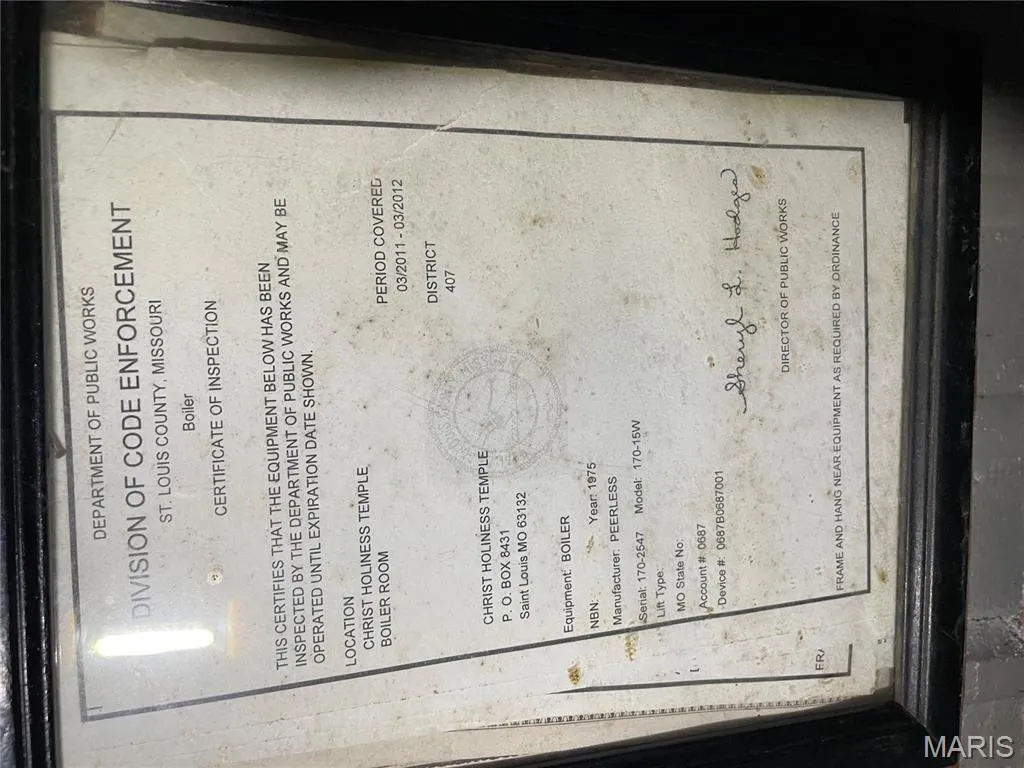 DEPARTMENT OF PUBLIC WORKS
DIVISION OF CODE ENFORCEMENT
ST. LOUIS COUNTY, MISSOURI
Boiler
CERTIFICATE OF INSPECTION
THIS CERTIFIES THAT THE EQUIPMENT BELOW HAS BEEN
INSPECTED BY THE DEPARTMENT OF PUBLIC WORKS AND MAY BE
OPERATED UNTIL EXPIRATION DATE SHOWN.
LOCATION
CHRIST HOLINESS TEMPLE
BOILER ROOM
PERIOD COVERED
03/2011 - 03/2012
DISTRICT
407
CHRIST HOLINESS TEMPLE
P. O. BOX 8431
Saint Louis MO 63132
Equipment: BOILER
NBN: Year: 1975
Manufacturer: PEERLESS
Serial: 170-2547 Model: 170-15W
Lift Type:
MO State No:
Account #: 0687
Device #: 0687B0687001
Sheryl L. Hodges
DIRECTOR OF PUBLIC WORKS
FRAME AND HANG NEAR EQUIPMENT AS REQUIRED BY ORDINANCE
FRA
MARIS